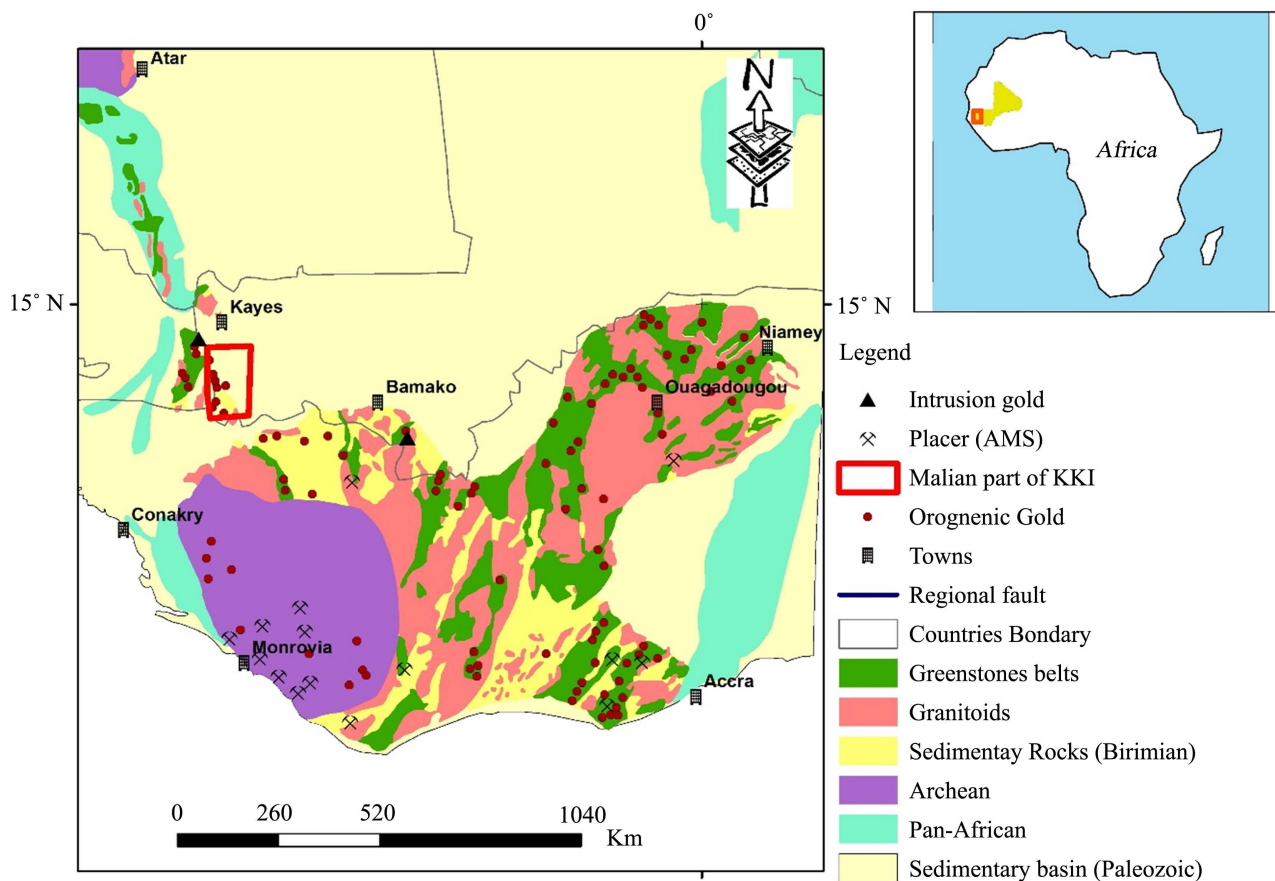 0°
Atar
N
Africa
15° N
15° N
Kayes
Niamey
Bamako
Ouagadougou
Conakry
Monrovia
Accra
0
260
520
1040
Km
Legend
Intrusion gold
Placer (AMS)
Malian part of KKI
Orognenic Gold
Towns
Regional fault
Countries Bondary
Greenstones belts
Granitoids
Sedimentay Rocks (Birimian)
Archean
Pan-African
Sedimentary basin (Paleozoic)